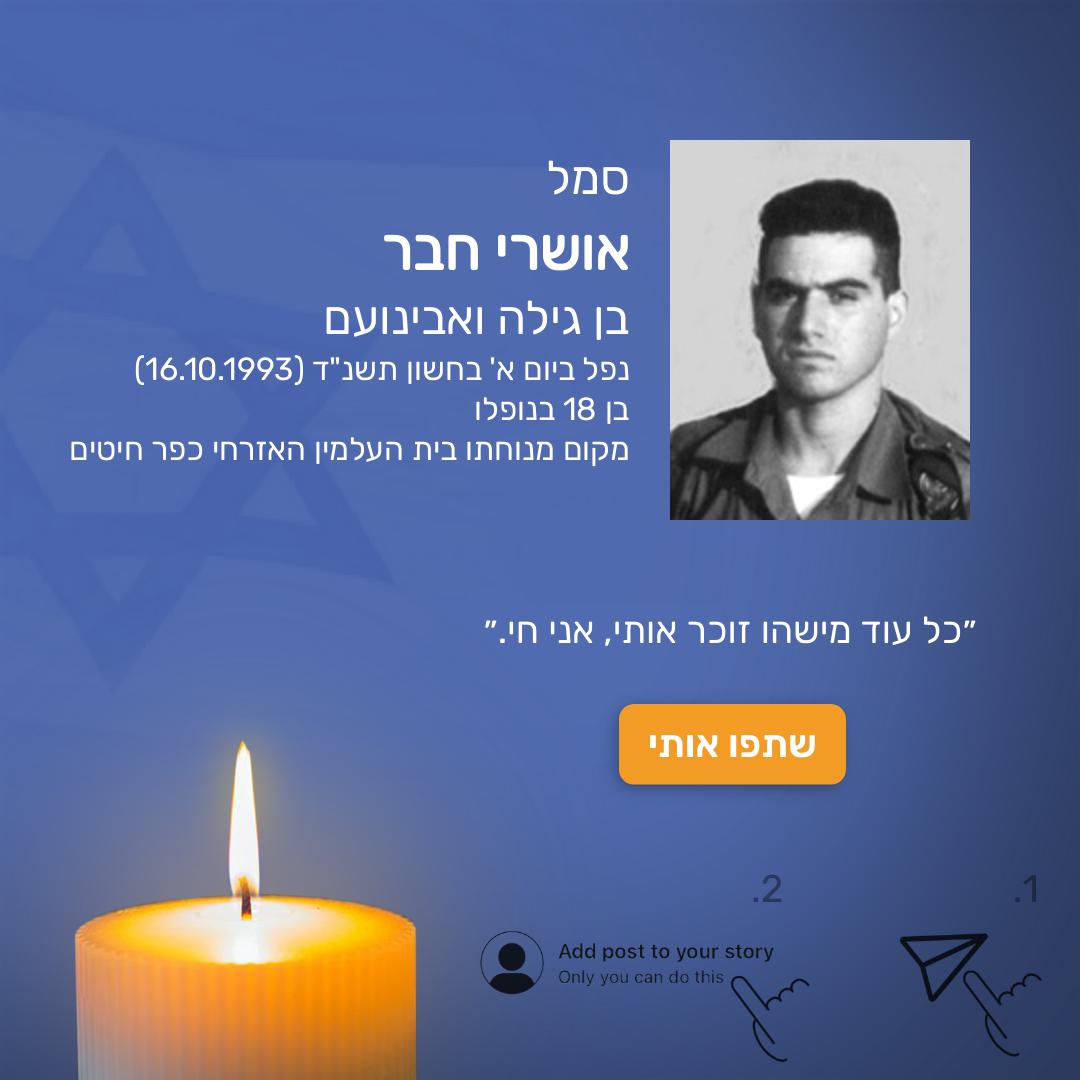 סמל
אושרי חבר
בן גילה ואבינועם
נפל ביום א' בחשון תשנ"ד (16.10.1993)
בן 18 בנופלו
מקום מנוחתו בית העלמין האזרחי כפר חיטים
״כל עוד מישהו זוכר אותי, אני חי.״
שתפו אותי
1.
2.
Add post to your story
Only you can do this